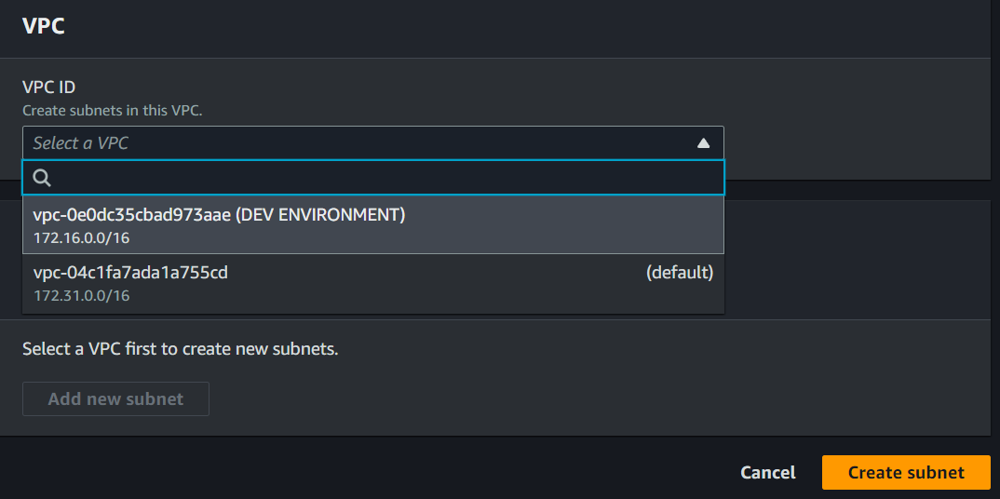 VPC
VPC ID
Create subnets in this VPC.
Select a VPC
vpc-0e0dc35cbad973aae (DEV ENVIRONMENT)
172.16.0.0/16
vpc-04c1fa7ada1a755cd (default)
172.31.0.0/16
Select a VPC first to create new subnets.
Add new subnet
Cancel Create subnet